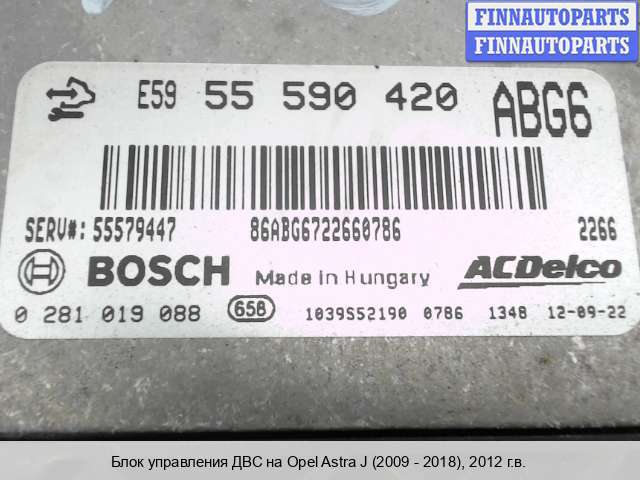 FINNAUTOPARTS
FINNAUTOPARTS
E59 55 590 420 ABG6
SERV#: 55579447 86ABG6722660786 2266
BOSCH Made in Hungary ACDelco
0 281 019 088 658 1039S52190 0786 1348 12-09-22
Блок управления ДВС на Opel Astra J (2009 - 2018), 2012 г.в.